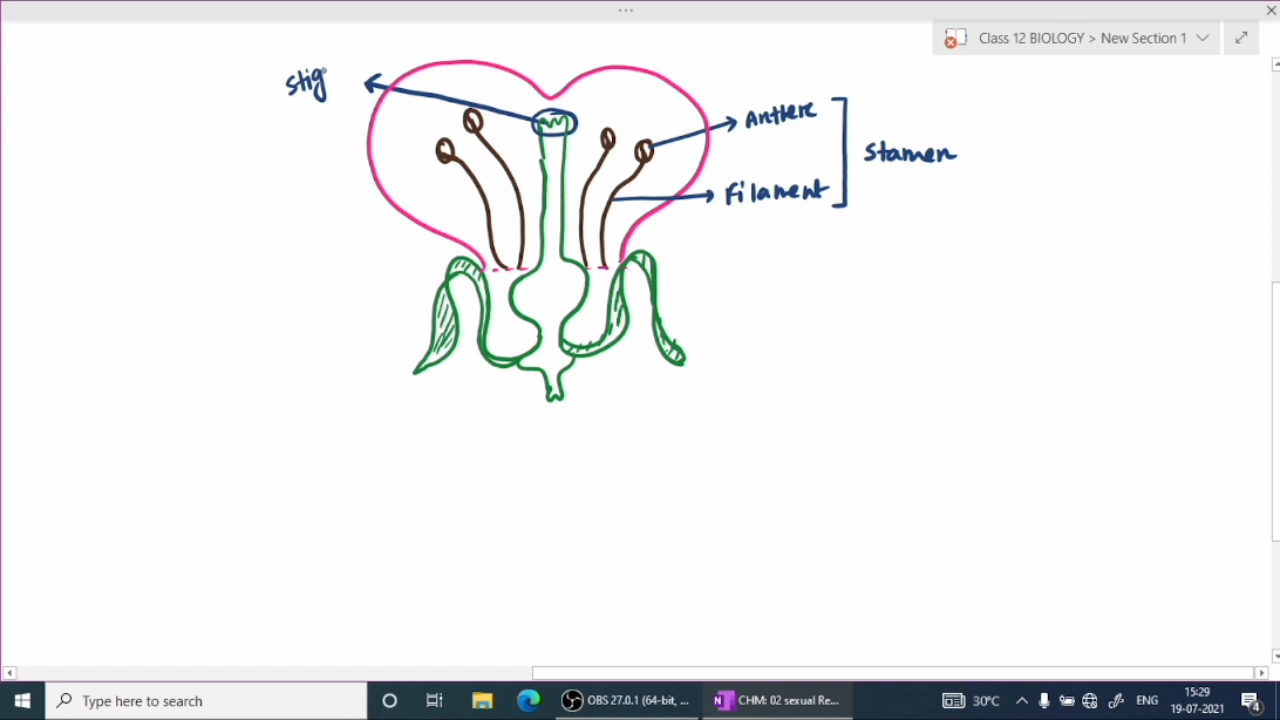 Class 12 BIOLOGY > New Section 1
stig
Anthere
Stamen
Filament
Type here to search
OBS 27.0.1 (64-bit, ...
CHM: 02 sexual Re...
30°C
ENG
15:29
19-07-2021
4